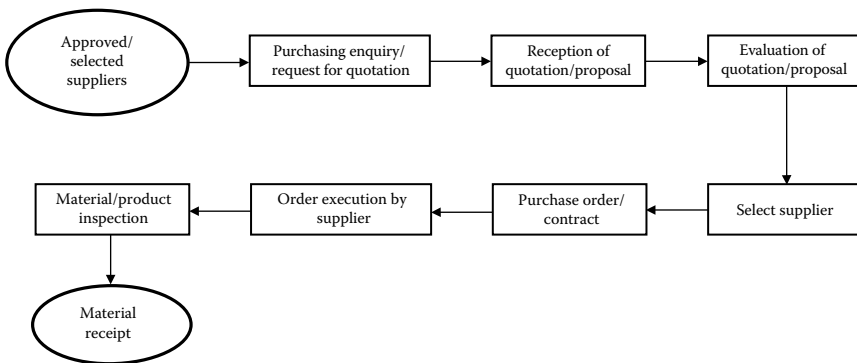 Approved/
selected
suppliers
Purchasing enquiry/
request for quotation
Reception of
quotation/proposal
Evaluation of
quotation/proposal
Select supplier
Purchase order/
contract
Order execution by
supplier
Material/product
inspection
Material
receipt